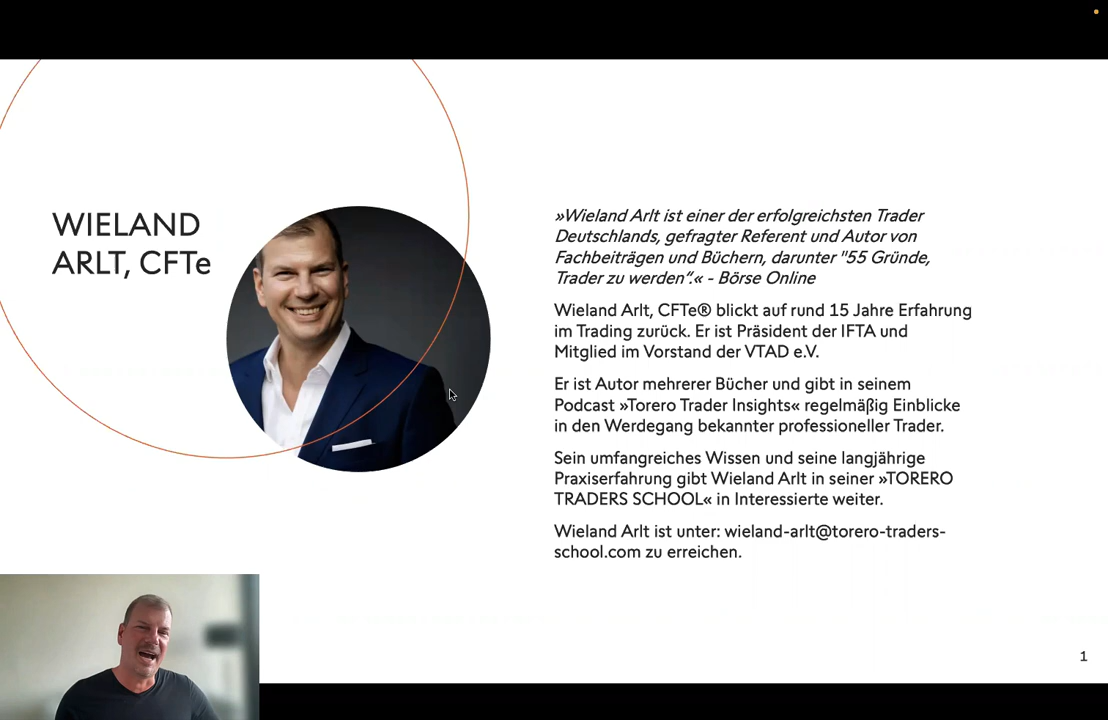 WIELAND
ARLT, CFTe
»Wieland Arlt ist einer der erfolgreichsten Trader
Deutschlands, gefragter Referent und Autor von
Fachbeiträgen und Büchern, darunter "55 Gründe,
Trader zu werden“.« - Börse Online
Wieland Arlt, CFTe® blickt auf rund 15 Jahre Erfahrung
im Trading zurück. Er ist Präsident der IFTA und
Mitglied im Vorstand der VTAD e.V.
Er ist Autor mehrerer Bücher und gibt in seinem
Podcast »Torero Trader Insights« regelmäßig Einblicke
in den Werdegang bekannter professioneller Trader.
Sein umfangreiches Wissen und seine langjährige
Praxiserfahrung gibt Wieland Arlt in seiner »TORERO
TRADERS SCHOOL« in Interessierte weiter.
Wieland Arlt ist unter: wieland-arlt@torero-traders-
school.com zu erreichen.
1